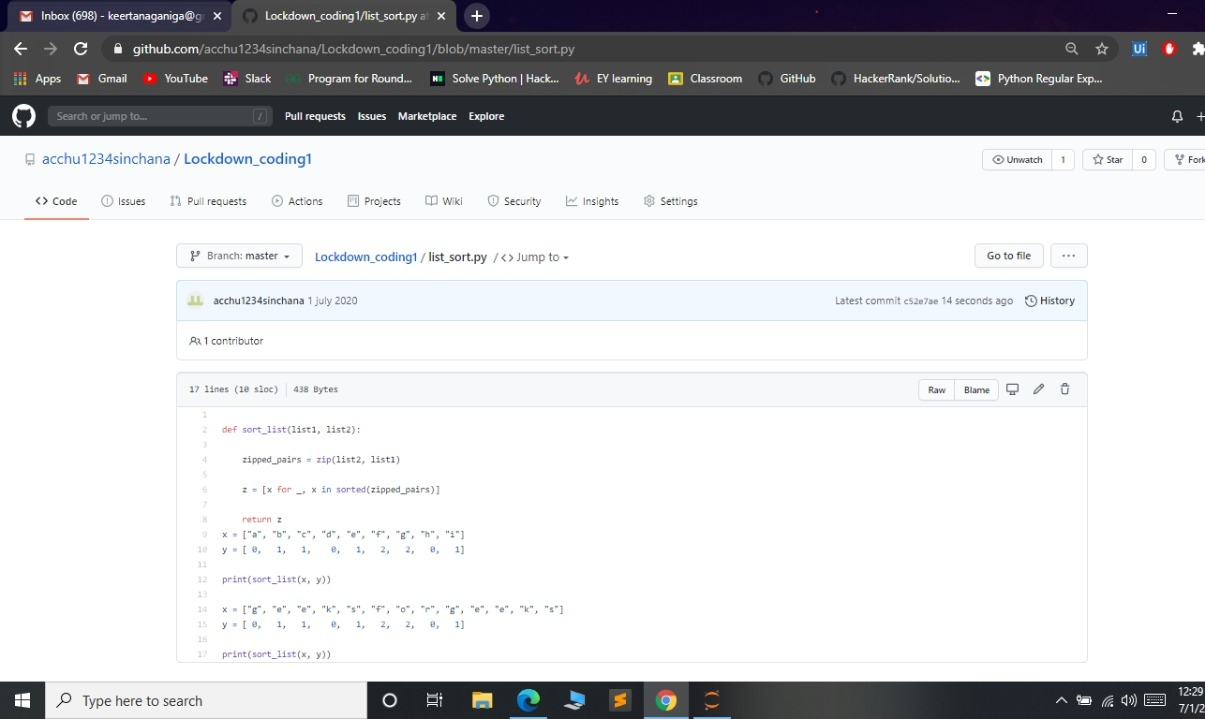 Inbox (698) - keertanaganiga@g
Lockdown_coding1/list_sort.py at
github.com/acchu1234sinchana/Lockdown_coding1/blob/master/list_sort.py
Apps Gmail YouTube Slack Program for Round... Solve Python | Hack... EY learning Classroom GitHub HackerRank/Solutio... Python Regular Exp...
Search or jump to... / Pull requests Issues Marketplace Explore
acchu1234sinchana / Lockdown_coding1 Unwatch 1 Star 0 Fork
Code Issues Pull requests Actions Projects Wiki Security Insights Settings
Branch: master Lockdown_coding1 / list_sort.py / <> Jump to Go to file ...
acchu1234sinchana 1 july 2020 Latest commit c52e7ae 14 seconds ago History
1 contributor
17 lines (10 sloc) 438 Bytes Raw Blame
1
2 def sort_list(list1, list2):
3
4 zipped_pairs = zip(list2, list1)
5
6 z = [x for _, x in sorted(zipped_pairs)]
7
8 return z
9 x = ["a", "b", "c", "d", "e", "f", "g", "h", "i"]
10 y = [ 0, 1, 1, 0, 1, 2, 2, 0, 1]
11
12 print(sort_list(x, y))
13
14 x = ["g", "e", "e", "k", "s", "f", "o", "r", "g", "e", "e", "k", "s"]
15 y = [ 0, 1, 1, 0, 1, 2, 2, 0, 1]
16
17 print(sort_list(x, y))
Type here to search
12:29
7/1/2